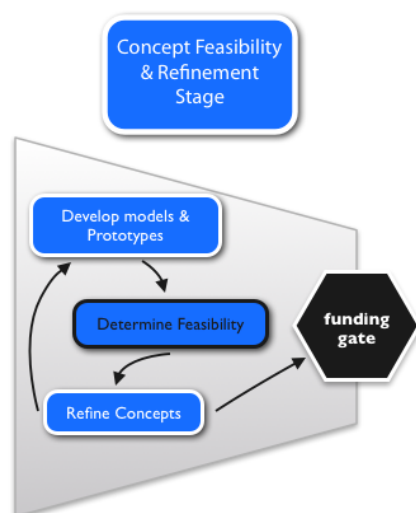 Concept Feasibility
& Refinement
Stage
Develop models &
Prototypes
Determine Feasibility
funding
gate
Refine Concepts